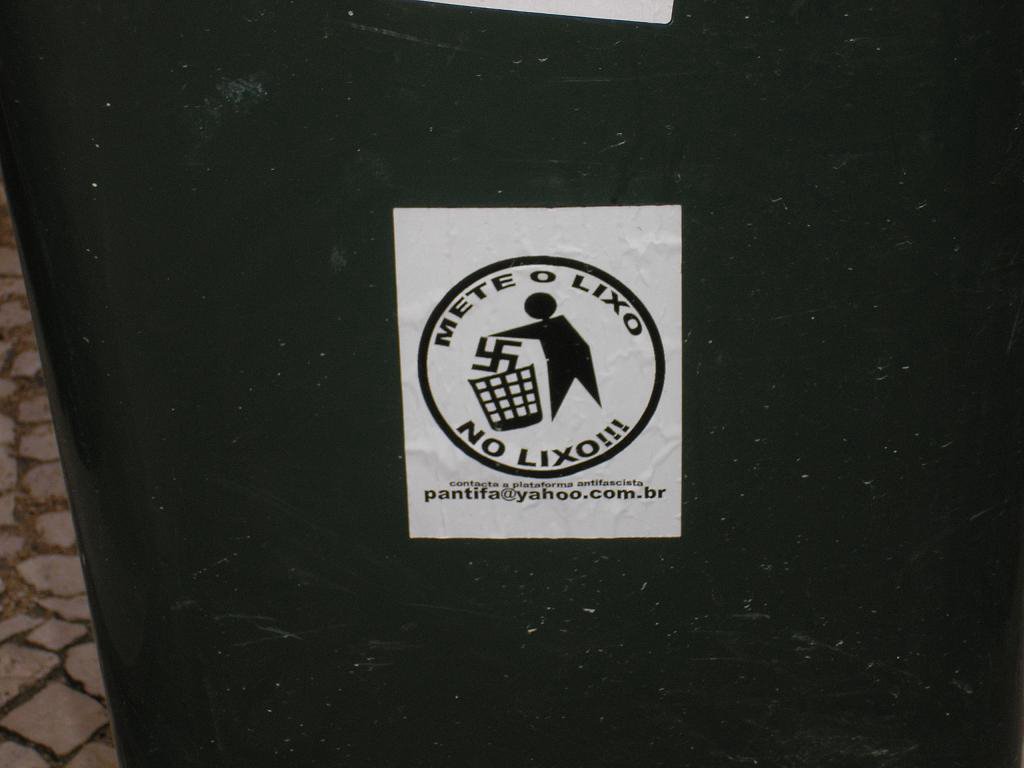 METE O LIXO
NO LIXO!!!
contacta a plataforma antifascista
pantifa@yahoo.com.br